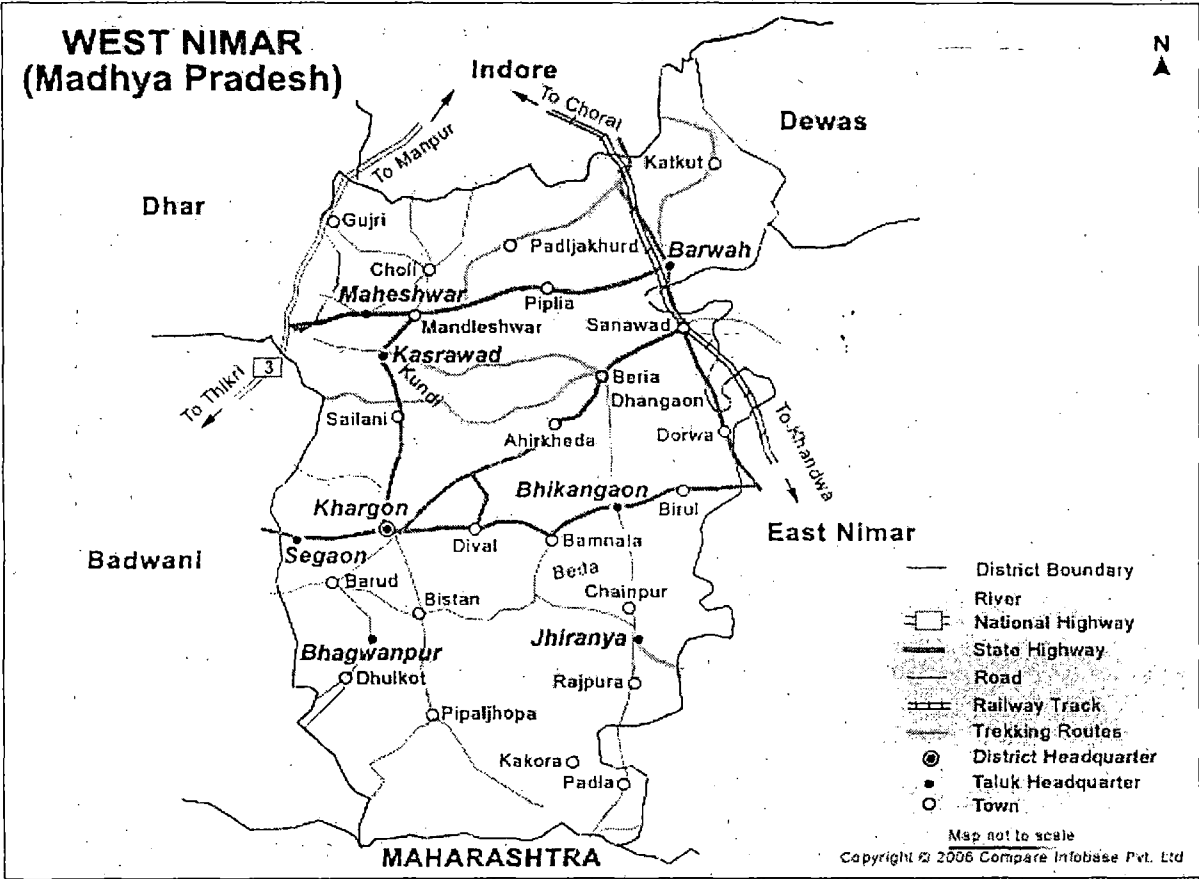 WEST NIMAR
(Madhya Pradesh)
Indore
N
To Choral
Dewas
To Manpur
Katkut
Dhar
Gujri
Padljakhurd
Barwah
Choli
Maheshwar
Piplia
Mandleshwar
Sanawad
Kasrawad
3
Kundi
Beria
To Thikri
Dhangaon
Sailani
To Khandwa
Ahirkheda
Dorwa
Khargon
Bhikangaon
Birul
East Nimar
Dival
Bamnala
Badwani
Segaon
Beda
Barud
Chainpur
Bistan
Jhiranya
Bhagwanpur
Dhulkot
Rajpura
Pipaljhopa
Kakora
Padla
MAHARASHTRA
District Boundary
River
National Highway
State Highway
Road
Railway Track
Trekking Routes
District Headquarter
Taluk Headquarter
Town
Map not to scale
Copyright © 2006 Compare Infobase Pvt. Ltd